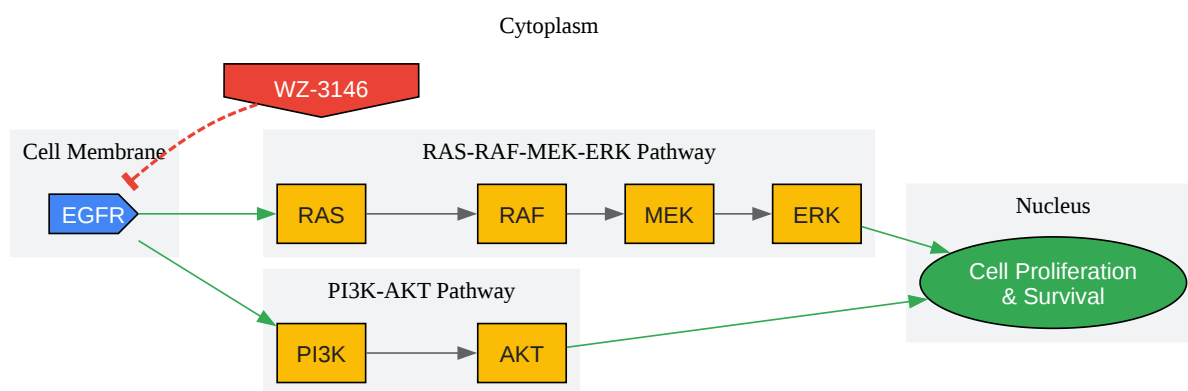 Cytoplasm
WZ-3146
Cell Membrane
RAS-RAF-MEK-ERK Pathway
EGFR
RAS
RAF
MEK
ERK
Nucleus
Cell Proliferation
& Survival
PI3K-AKT Pathway
PI3K
AKT